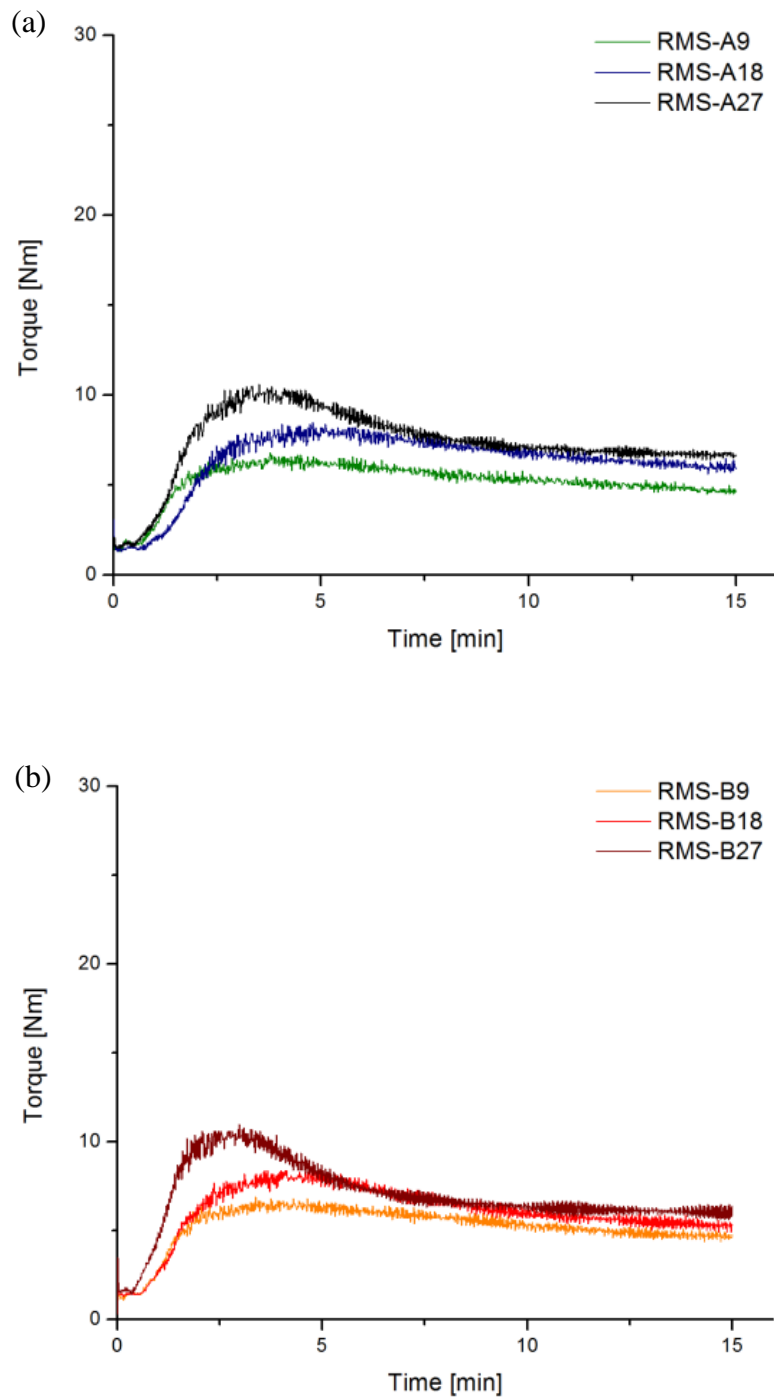 (a)
30
RMS-A9
RMS-A18
RMS-A27
20
Torque [Nm]
10
0
0 5 10 15
Time [min]
(b)
30
RMS-B9
RMS-B18
RMS-B27
20
Torque [Nm]
10
0
0 5 10 15
Time [min]